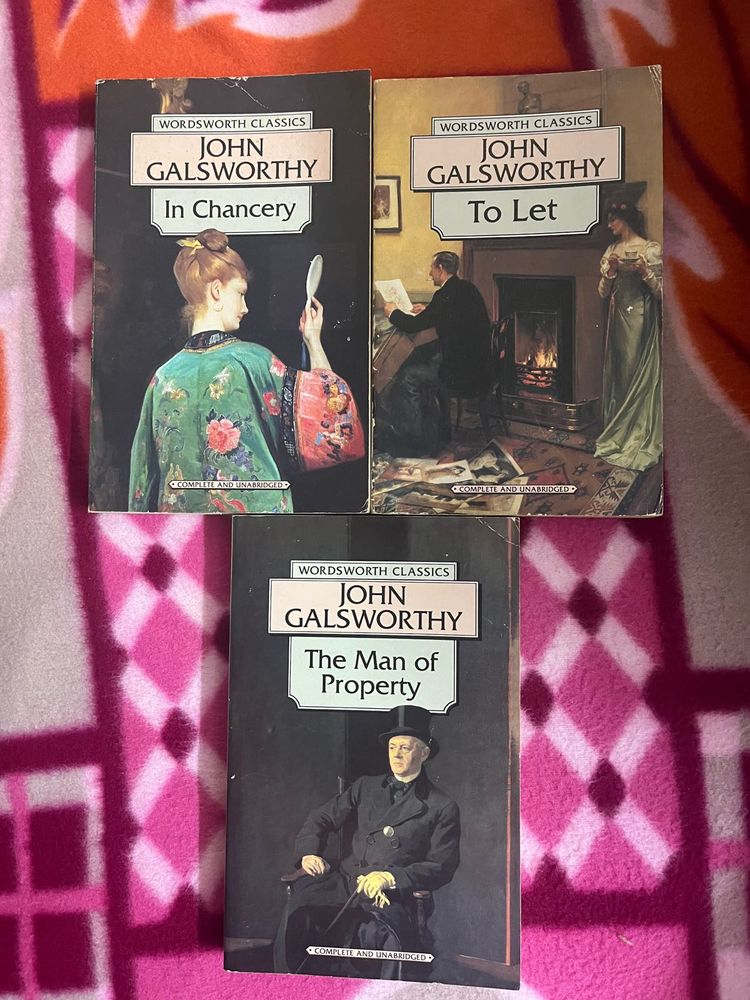 WORDSWORTH CLASSICS
JOHN
GALSWORTHY
In Chancery
• COMPLETE AND UNABRIDGED •
WORDSWORTH CLASSICS
JOHN
GALSWORTHY
To Let
• COMPLETE AND UNABRIDGED •
WORDSWORTH CLASSICS
JOHN
GALSWORTHY
The Man of
Property
• COMPLETE AND UNABRIDGED •